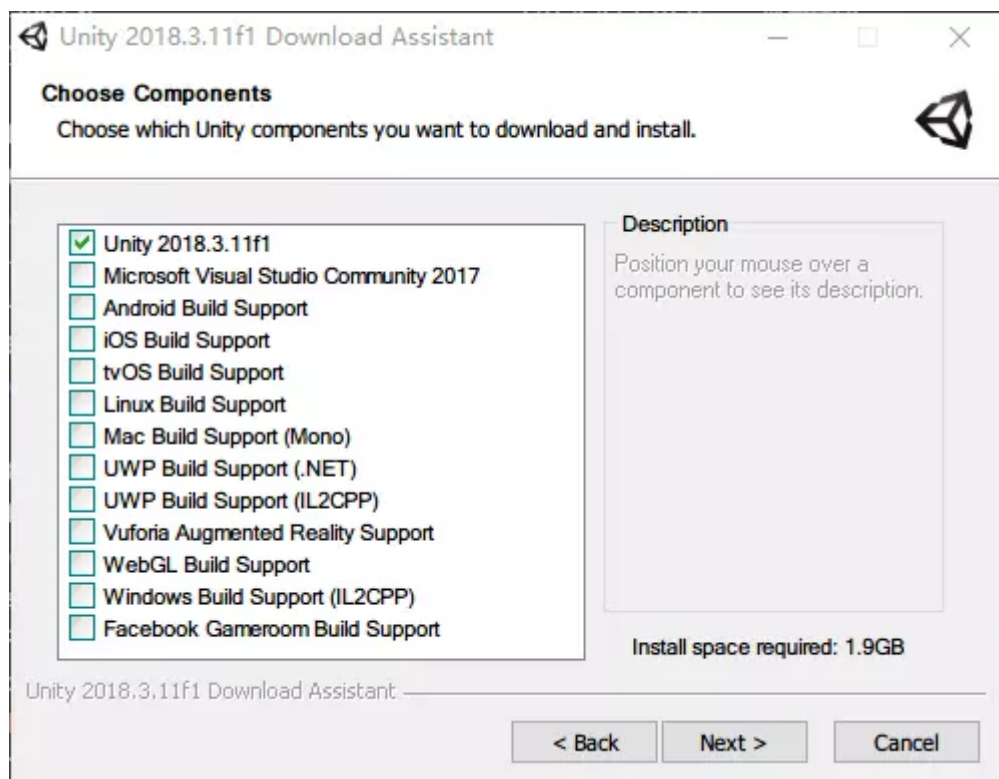 Unity 2018.3.11f1 Download Assistant
Choose Components
Choose which Unity components you want to download and install.
Unity 2018.3.11f1
Microsoft Visual Studio Community 2017
Android Build Support
iOS Build Support
tvOS Build Support
Linux Build Support
Mac Build Support (Mono)
UWP Build Support (.NET)
UWP Build Support (IL2CPP)
Vuforia Augmented Reality Support
WebGL Build Support
Windows Build Support (IL2CPP)
Facebook Gameroom Build Support
Description
Position your mouse over a
component to see its description.
Install space required: 1.9GB
Unity 2018.3.11f1 Download Assistant
< Back
Next >
Cancel